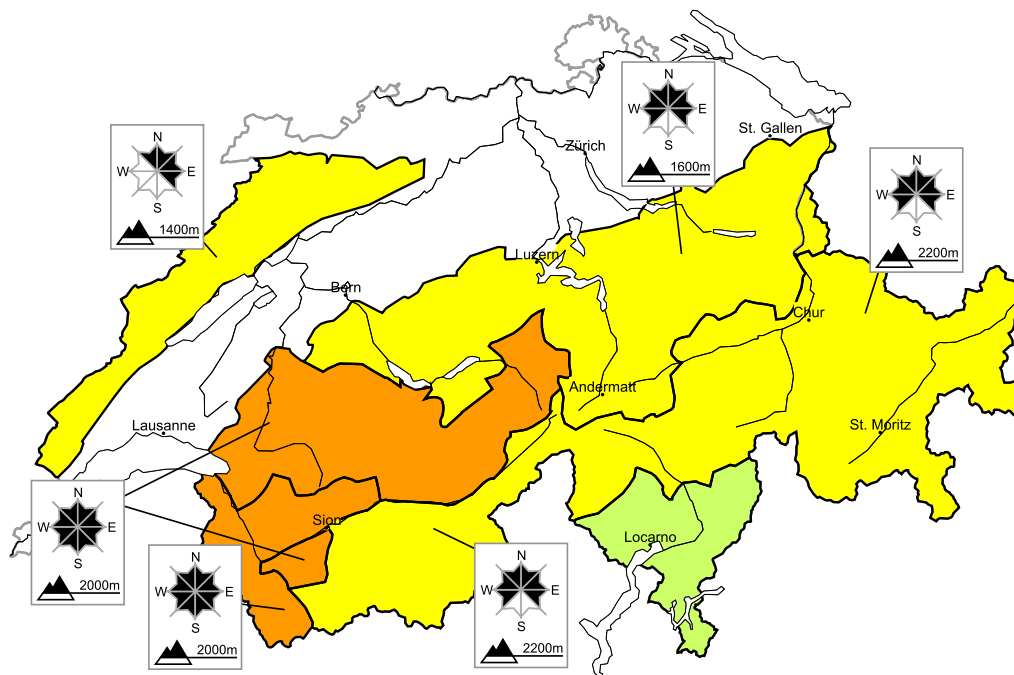 N
W E
S
1600m
St. Gallen
Zürich
N
W E
S
1400m
N
W E
S
2200m
Luzern
Bern
Chur
Andermatt
Lausanne
St. Moritz
N
W E
S
2000m
Sion
Locarno
N
W E
S
2000m
N
W E
S
2200m